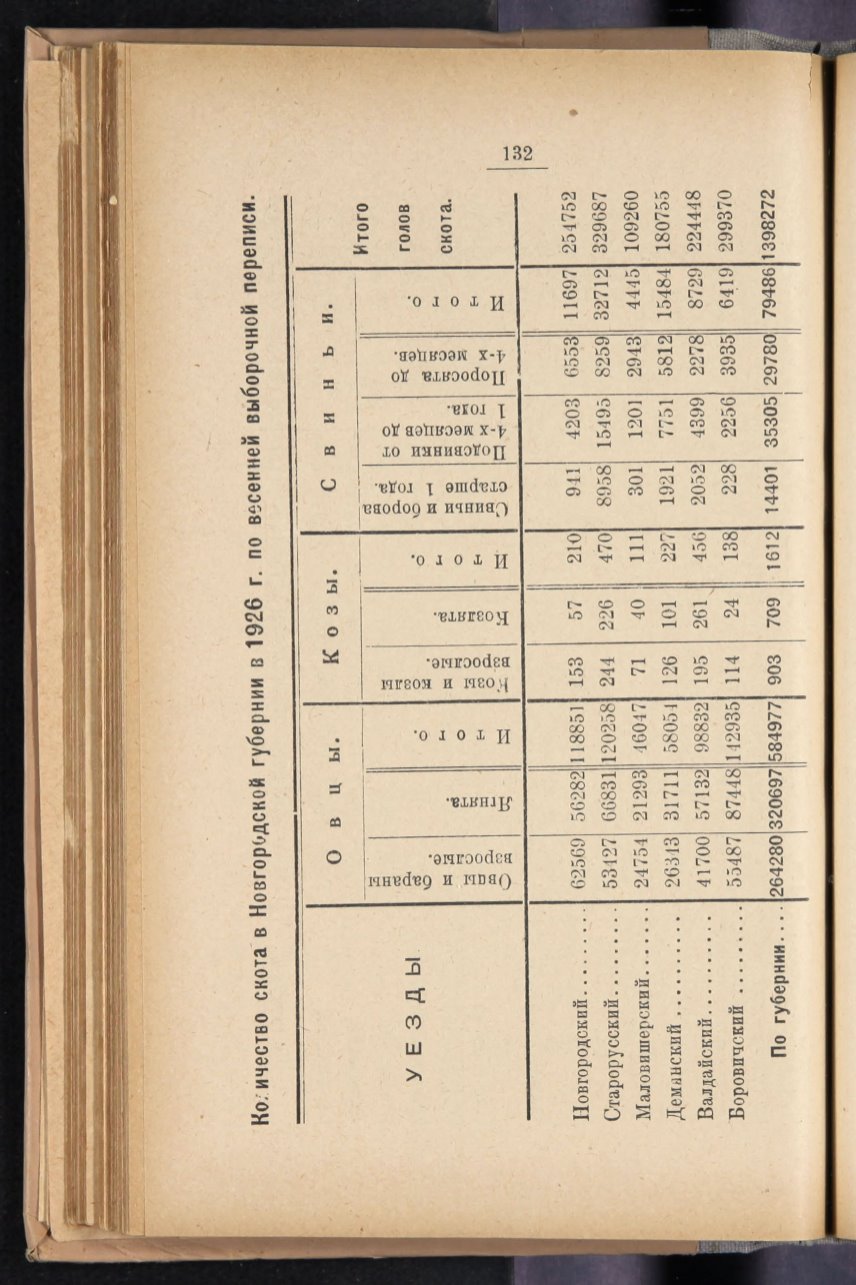 132
Количество скота в Новгородской губернии в 1926 г. по весенней выборочной переписи.
УЕЗДЫ
Овцы.
Козы.
Свиньи.
Итого голов скота.
Овцы и бараны взрослые.
Ягнята.
Итого.
Козы и козлы взрослые.
Козлята.
Итого.
Свиньи и борова старше 1 года.
Подсвинки от 4-х месяцев до 1 года.
Поросята до 4-х месяцев.
Итого.
Новгородский......... 62569 56282 118851 153 57 210 941 4203 6553 11697 254752
Старорусский......... 53427 66831 120258 244 226 470 8958 15495 8259 32712 329687
Маловишерский....... 24754 21293 46047 71 40 111 301 1201 2943 4445 109260
Демянский.......... 26343 31711 58054 126 101 227 1921 7751 5812 15484 180755
Валдайский.......... 41700 57132 98832 195 261 456 2052 4399 2278 8729 224448
Боровичский ......... 55487 87448 142935 114 24 138 228 2256 3935 6419 299370
По губернии.... 264280 320697 584977 903 709 1612 14401 35305 29780 79486 1398272